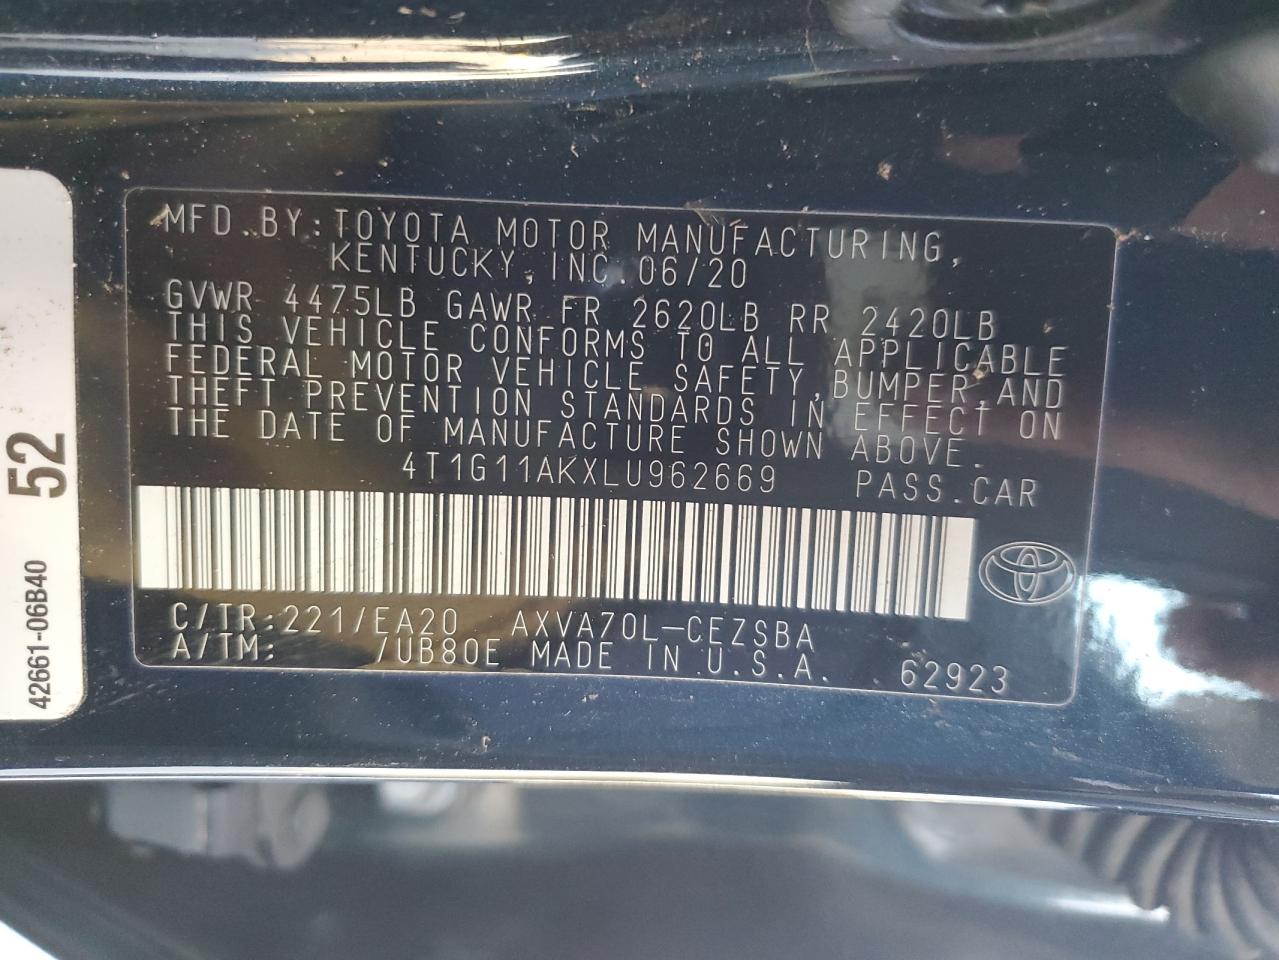 MFD.BY:TOYOTA MOTOR MANUFACTURING,
KENTUCKY,INC.06/20
GVWR 4475LB GAWR FR 2620LB RR 2420LB
THIS VEHICLE CONFORMS TO ALL APPLICABLE
FEDERAL MOTOR VEHICLE SAFETY,BUMPER,AND
THEFT PREVENTION STANDARDS IN EFFECT ON
THE DATE OF MANUFACTURE SHOWN ABOVE.
4T1G11AKXLU962669 PASS.CAR
C/TR:221/EA20 AXVA70L-CEZSBA
A/TM: /UB80E MADE IN U.S.A. 62923
52
42661-06B40